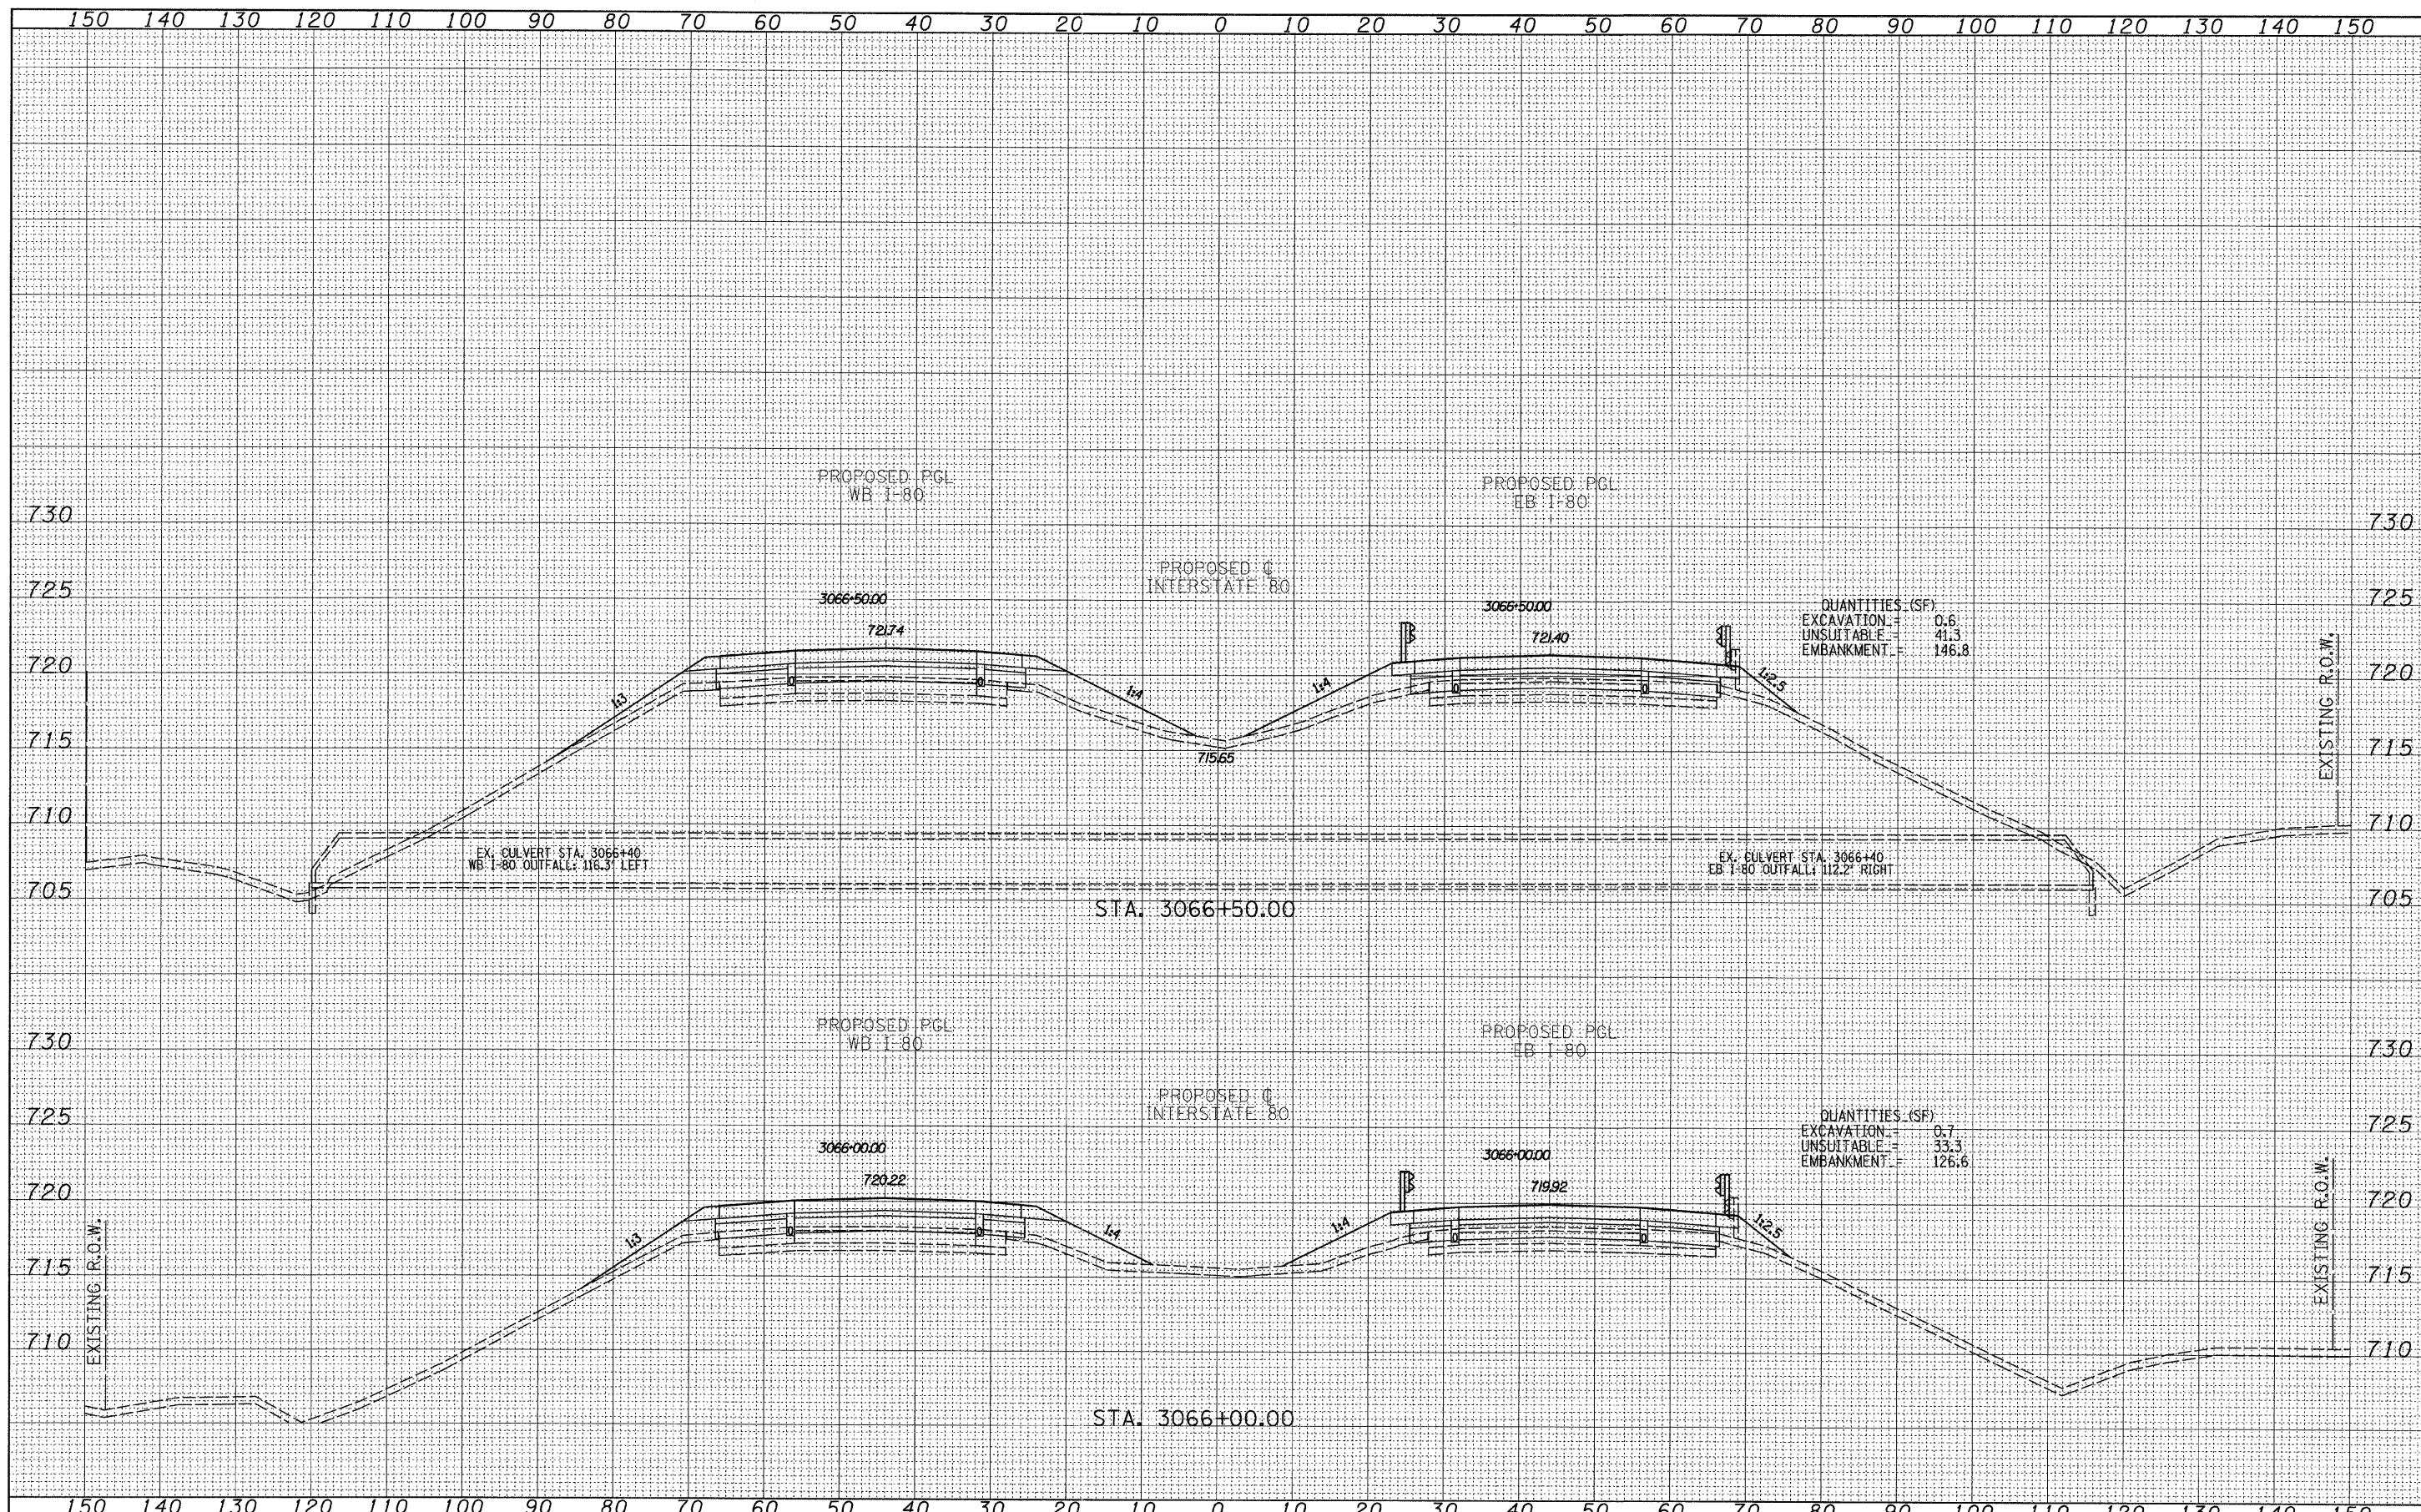 150 140 130 120 110 100 90 80 70 60 50 40 30 20 10 0 10 20 30 40 50 60 70 80 90 100 110 120 130 140 150
PROPOSED PGL
WB I-80
PROPOSED PGL
EB I-80
730 730
PROPOSED ℄
INTERSTATE 80
725 725
3066+50.00 3066+50.00
QUANTITIES (SF)
EXCAVATION = 0.6
UNSUITABLE = 41.3
EMBANKMENT = 146.8
721.74 721.40
EXISTING R.O.W.
720 720
1:3 1:4 1:4 1:2.5
715 715
715.65
710 710
EX. CULVERT STA. 3066+40
WB I-80 OUTFALL: 116.3' LEFT
EX. CULVERT STA. 3066+40
EB I-80 OUTFALL: 112.2' RIGHT
705 705
STA. 3066+50.00
PROPOSED PGL
WB I-80
PROPOSED PGL
EB I-80
730 730
PROPOSED ℄
INTERSTATE 80
725 725
3066+00.00 3066+00.00
QUANTITIES (SF)
EXCAVATION = 0.7
UNSUITABLE = 33.3
EMBANKMENT = 126.6
720.22 719.92
720 720
EXISTING R.O.W. EXISTING R.O.W.
1:3 1:4 1:4 1:2.5
715 715
710 710
STA. 3066+00.00
150 140 130 120 110 100 90 80 70 60 50 40 30 20 10 0 10 20 30 40 50 60 70 80 90 100 110 120 130 140 150